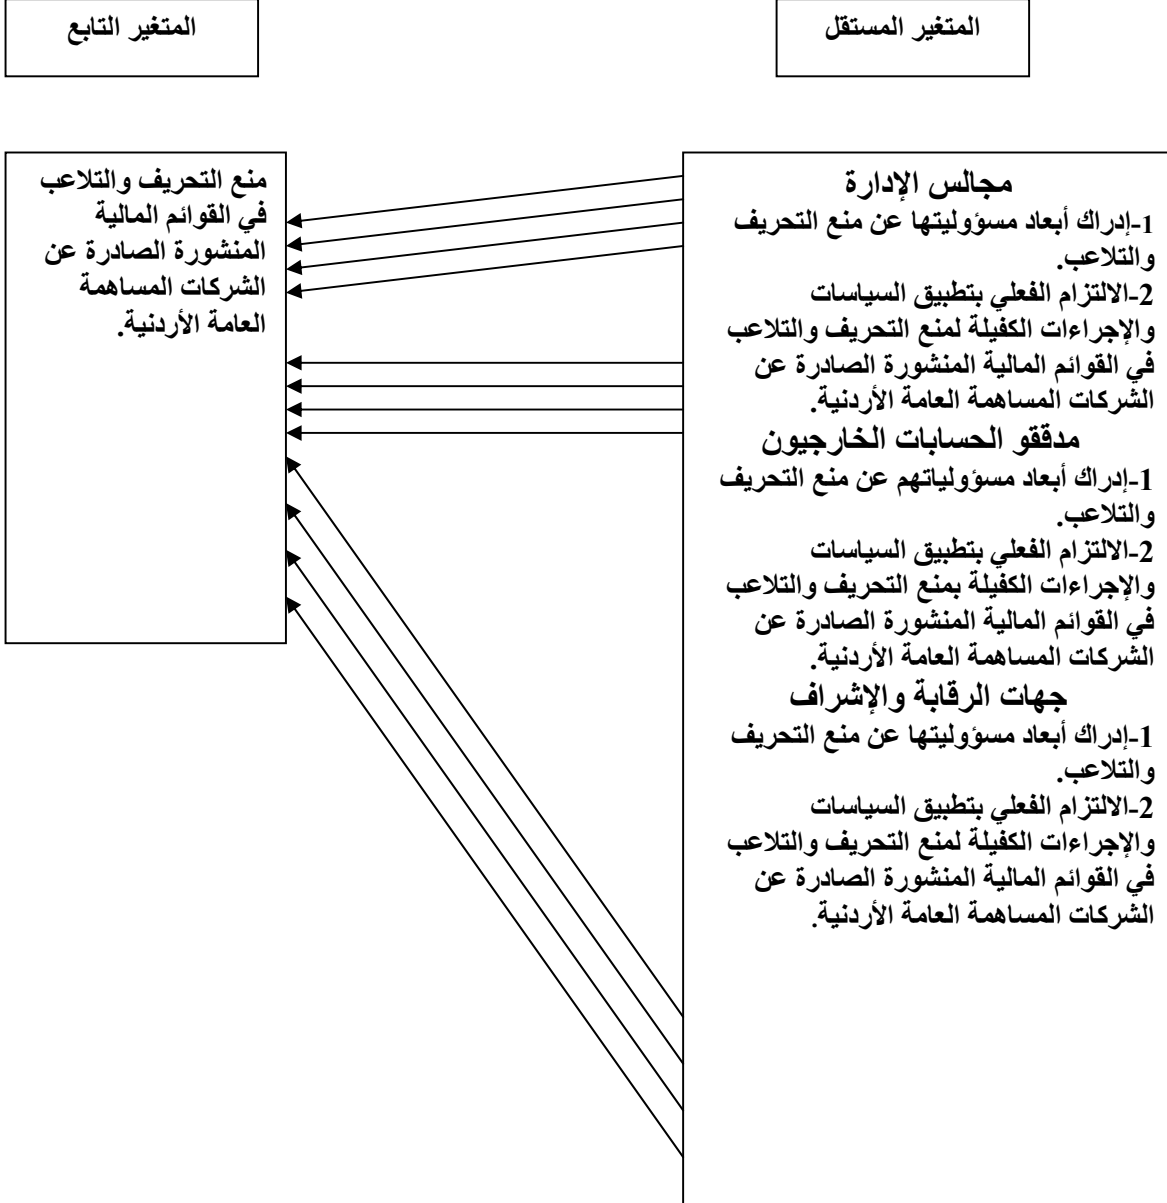 المتغير المستقل
المتغير التابع
مجالس الإدارة
1-إدراك أبعاد مسؤوليتها عن منع التحريف
والتلاعب.
2-الالتزام الفعلي بتطبيق السياسات
والإجراءات الكفيلة لمنع التحريف والتلاعب
في القوائم المالية المنشورة الصادرة عن
الشركات المساهمة العامة الأردنية.
مدققو الحسابات الخارجيون
1-إدراك أبعاد مسؤولياتهم عن منع التحريف
والتلاعب.
2-الالتزام الفعلي بتطبيق السياسات
والإجراءات الكفيلة بمنع التحريف والتلاعب
في القوائم المالية المنشورة الصادرة عن
الشركات المساهمة العامة الأردنية.
جهات الرقابة والإشراف
1-إدراك أبعاد مسؤوليتها عن منع التحريف
والتلاعب.
2-الالتزام الفعلي بتطبيق السياسات
والإجراءات الكفيلة لمنع التحريف والتلاعب
في القوائم المالية المنشورة الصادرة عن
الشركات المساهمة العامة الأردنية.
منع التحريف والتلاعب
في القوائم المالية
المنشورة الصادرة عن
الشركات المساهمة
العامة الأردنية.